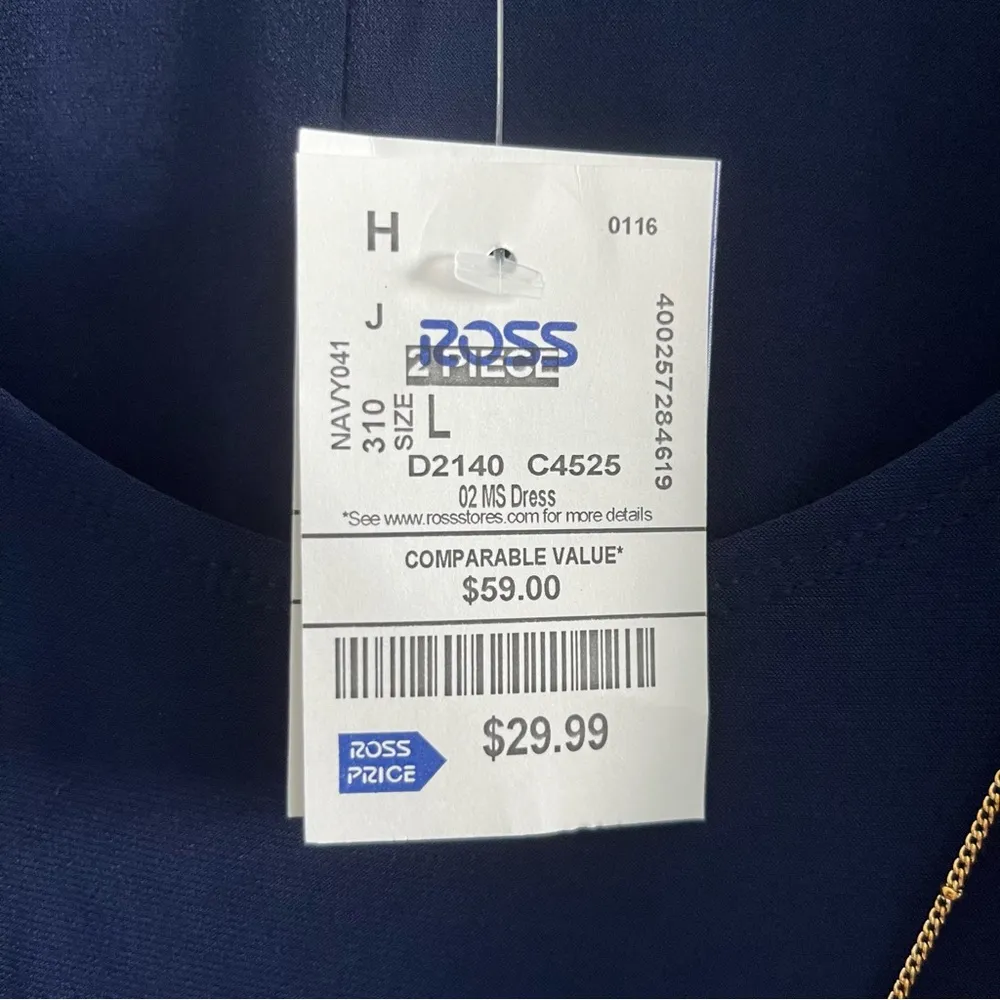 H
0116
J
ROSS
2 PIECE
NAVY041
310
SIZE
L
400257284619
D2140 C4525
02 MS Dress
*See www.rossstores.com for more details
COMPARABLE VALUE*
$59.00
ROSS
PRICE
$29.99